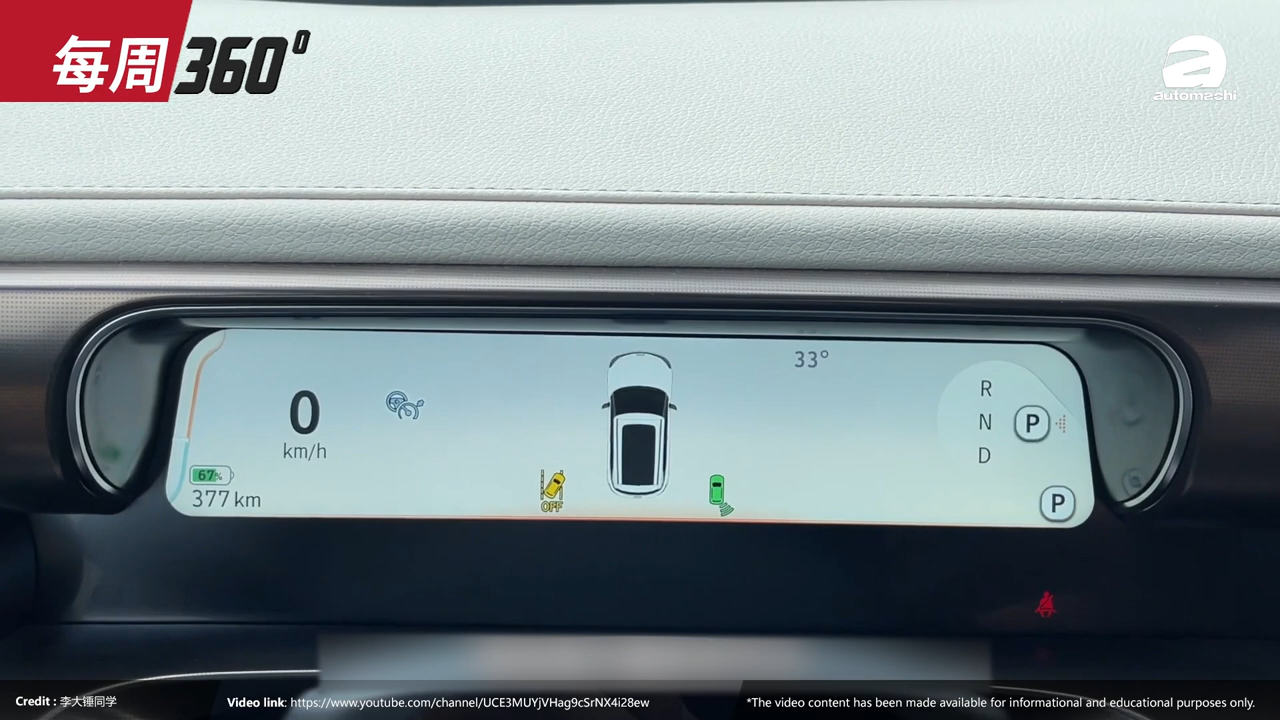 每周360°
automachi
33°
0
km/h
67%
377 km
OFF
R
N
D
P
P
Credit : 李大锤同学
Video link: https://www.youtube.com/channel/UCE3MUYjVHag9cSrNX4i28ew
*The video content has been made available for informational and educational purposes only.